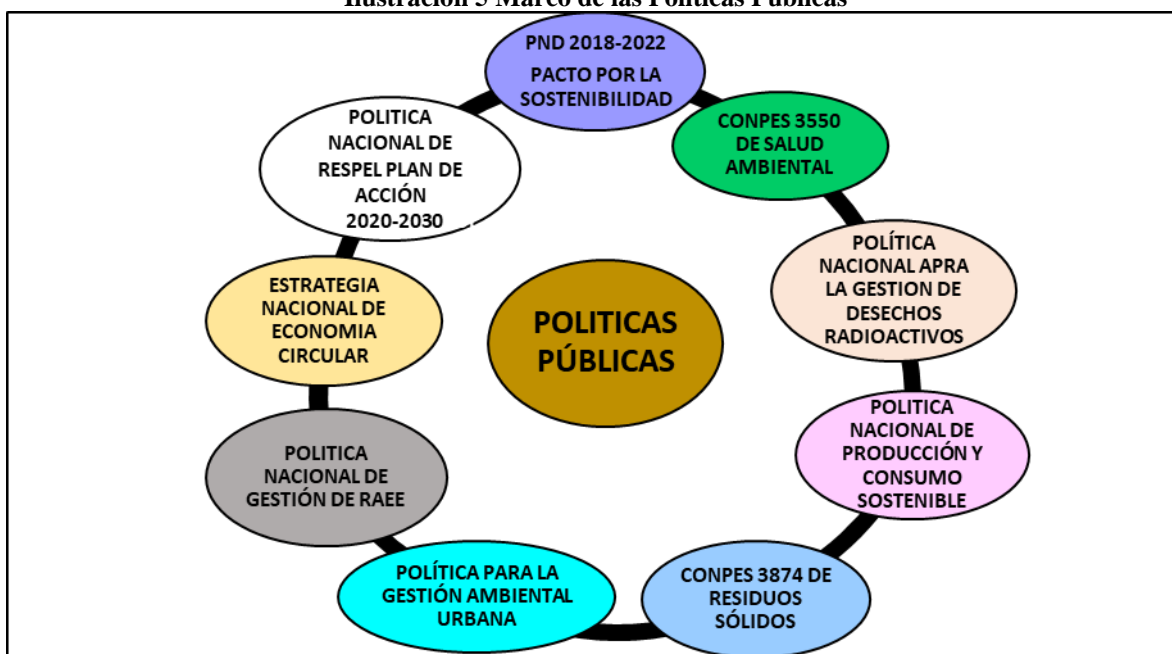 Ilustración 5 Marco de las Políticas Públicas
PND 2018-2022
PACTO POR LA
SOSTENIBILIDAD
CONPES 3550
DE SALUD
AMBIENTAL
POLÍTICA
NACIONAL APRA
LA GESTION DE
DESECHOS
RADIOACTIVOS
POLITICA
NACIONAL DE
PRODUCCIÓN Y
CONSUMO
SOSTENIBLE
CONPES 3874 DE
RESIDUOS
SÓLIDOS
POLÍTICA PARA LA
GESTIÓN AMBIENTAL
URBANA
POLITICA
NACIONAL DE
GESTIÓN DE RAEE
ESTRATEGIA
NACIONAL DE
ECONOMIA
CIRCULAR
POLITICA
NACIONAL DE
RESPEL PLAN DE
ACCIÓN
2020-2030
POLITICAS
PÚBLICAS